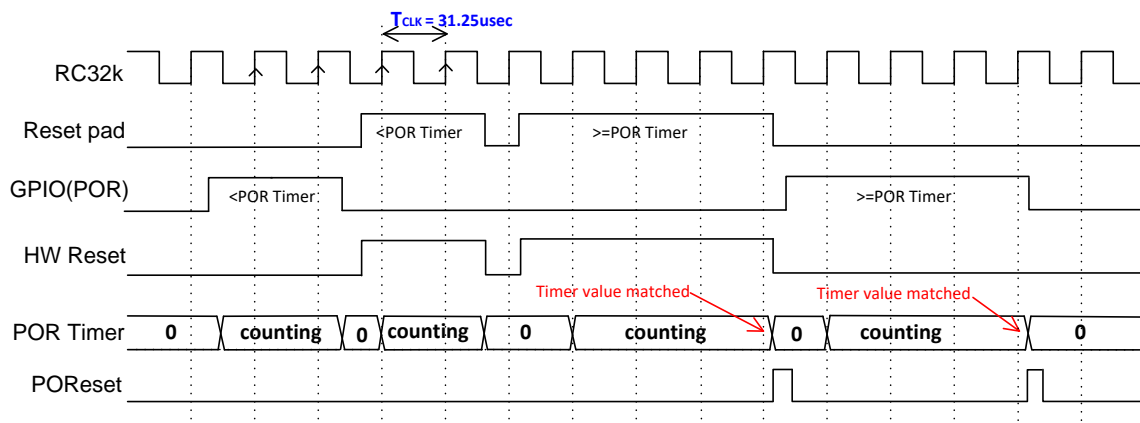 TCLK = 31.25usec
RC32k
Reset pad
<POR Timer
>=POR Timer
GPIO(POR)
<POR Timer
>=POR Timer
HW Reset
Timer value matched
Timer value matched
POR Timer
0
counting
0
counting
0
counting
0
counting
0
POReset